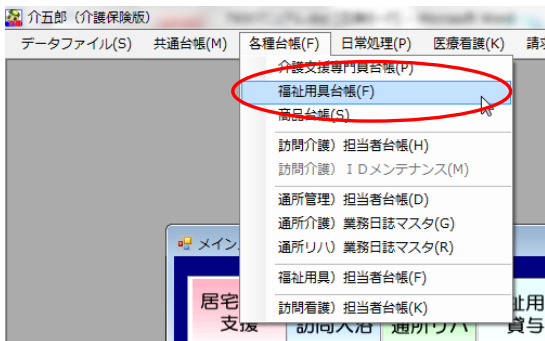 介五郎（介護保険版）
データファイル(S) 共通台帳(M) 各種台帳(F) 日常処理(P) 医療看護(K)
介護支援専門員台帳(P)
福祉用具台帳(F)
商品台帳(S)
訪問介護）担当者台帳(H)
訪問介護）ＩＤメンテナンス(M)
通所管理）担当者台帳(D)
通所介護）業務日誌マスタ(G)
通所リハ）業務日誌マスタ(R)
福祉用具）担当者台帳(F)
訪問看護）担当者台帳(K)
メイン
居宅
支援 訪問入浴 通所リハ 貸与